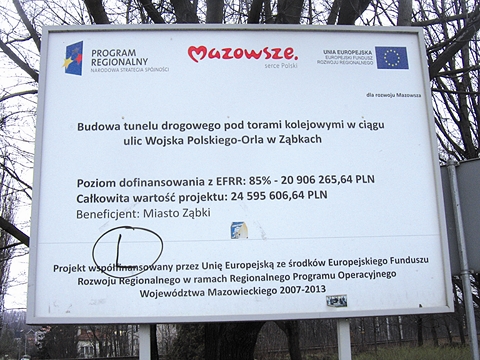 PROGRAM
REGIONALNY
NARODOWA STRATEGIA SPÓJNOŚCI
Mazowsze.
serce Polski
UNIA EUROPEJSKA
EUROPEJSKI FUNDUSZ
ROZWOJU REGIONALNEGO
dla rozwoju Mazowsza
Budowa tunelu drogowego pod torami kolejowymi w ciągu
ulic Wojska Polskiego-Orla w Ząbkach
Poziom dofinansowania z EFRR: 85% - 20 906 265,64 PLN
Całkowita wartość projektu: 24 595 606,64 PLN
Beneficjent: Miasto Ząbki
Projekt współfinansowany przez Unię Europejską ze środków Europejskiego Funduszu
Rozwoju Regionalnego w ramach Regionalnego Programu Operacyjnego
Województwa Mazowieckiego 2007-2013